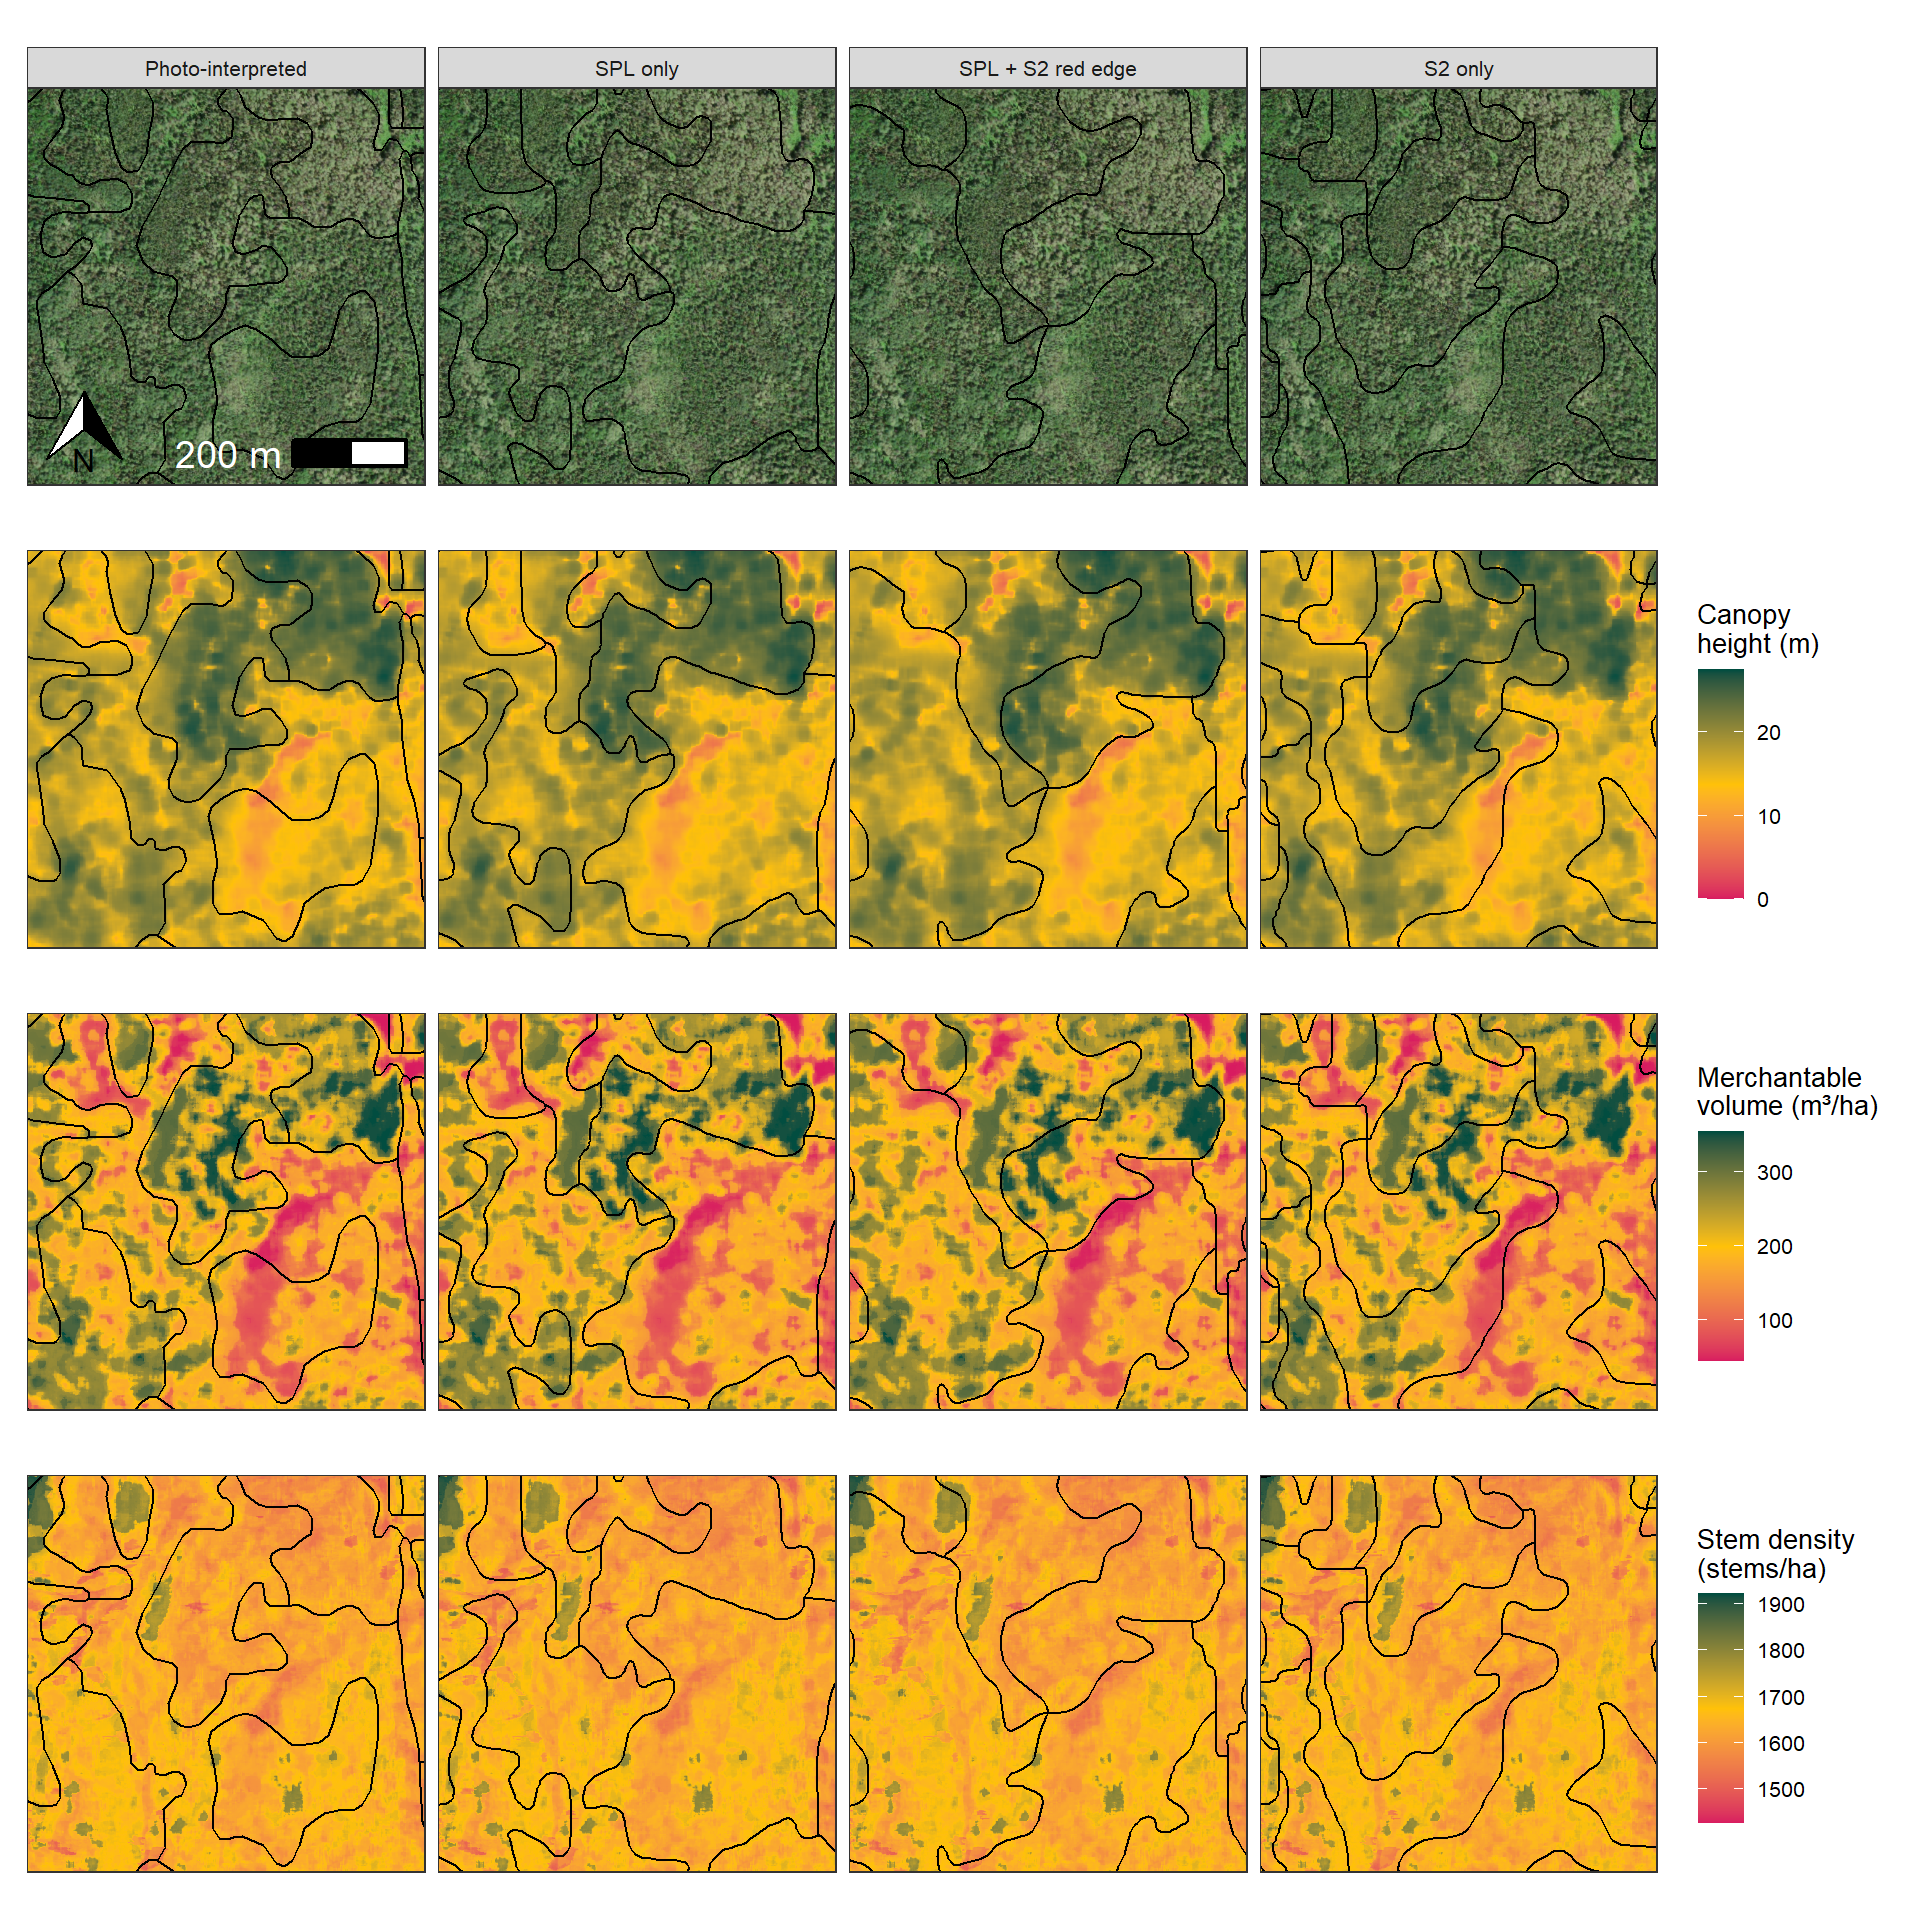 Photo-interpreted
SPL only
SPL + S2 red edge
S2 only
N
200 m
Canopy
height (m)
20
10
0
Merchantable
volume (m³/ha)
300
200
100
Stem density
(stems/ha)
1900
1800
1700
1600
1500